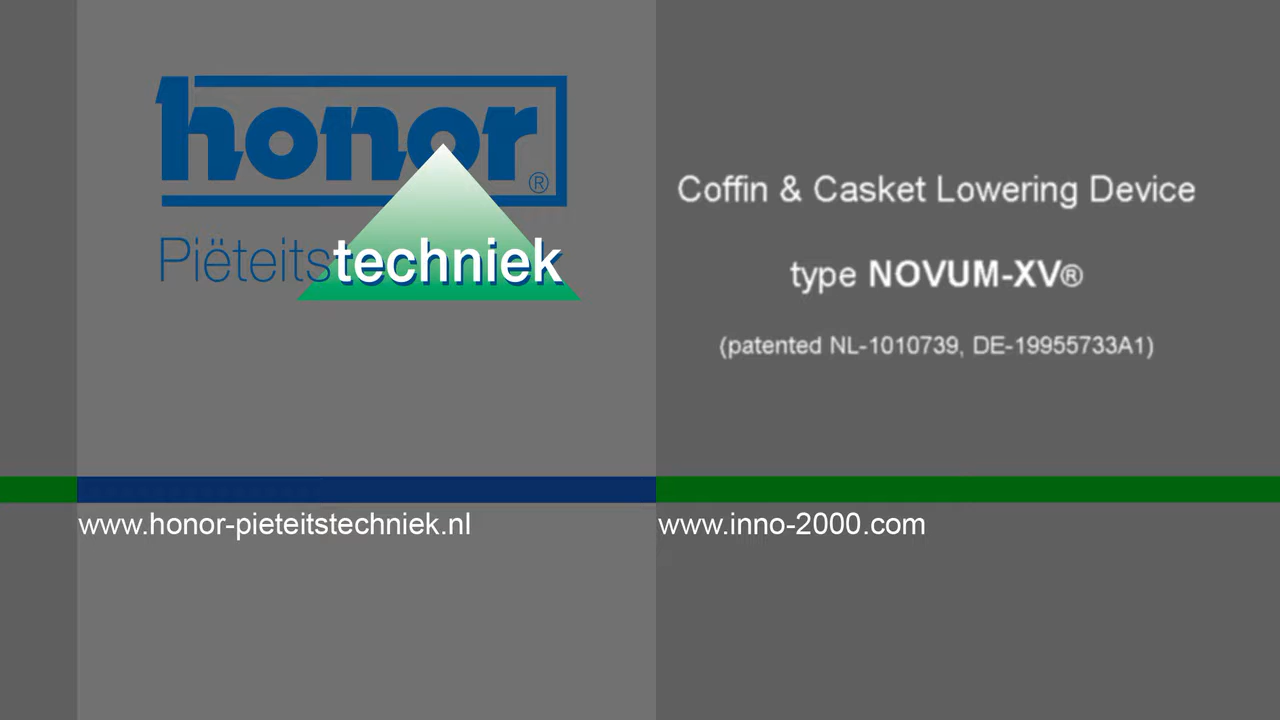 honor®
Piëteitstechniek
Coffin & Casket Lowering Device
type NOVUM-XV®
(patented NL-1010739, DE-19955733A1)
www.honor-pieteitstechniek.nl
www.inno-2000.com